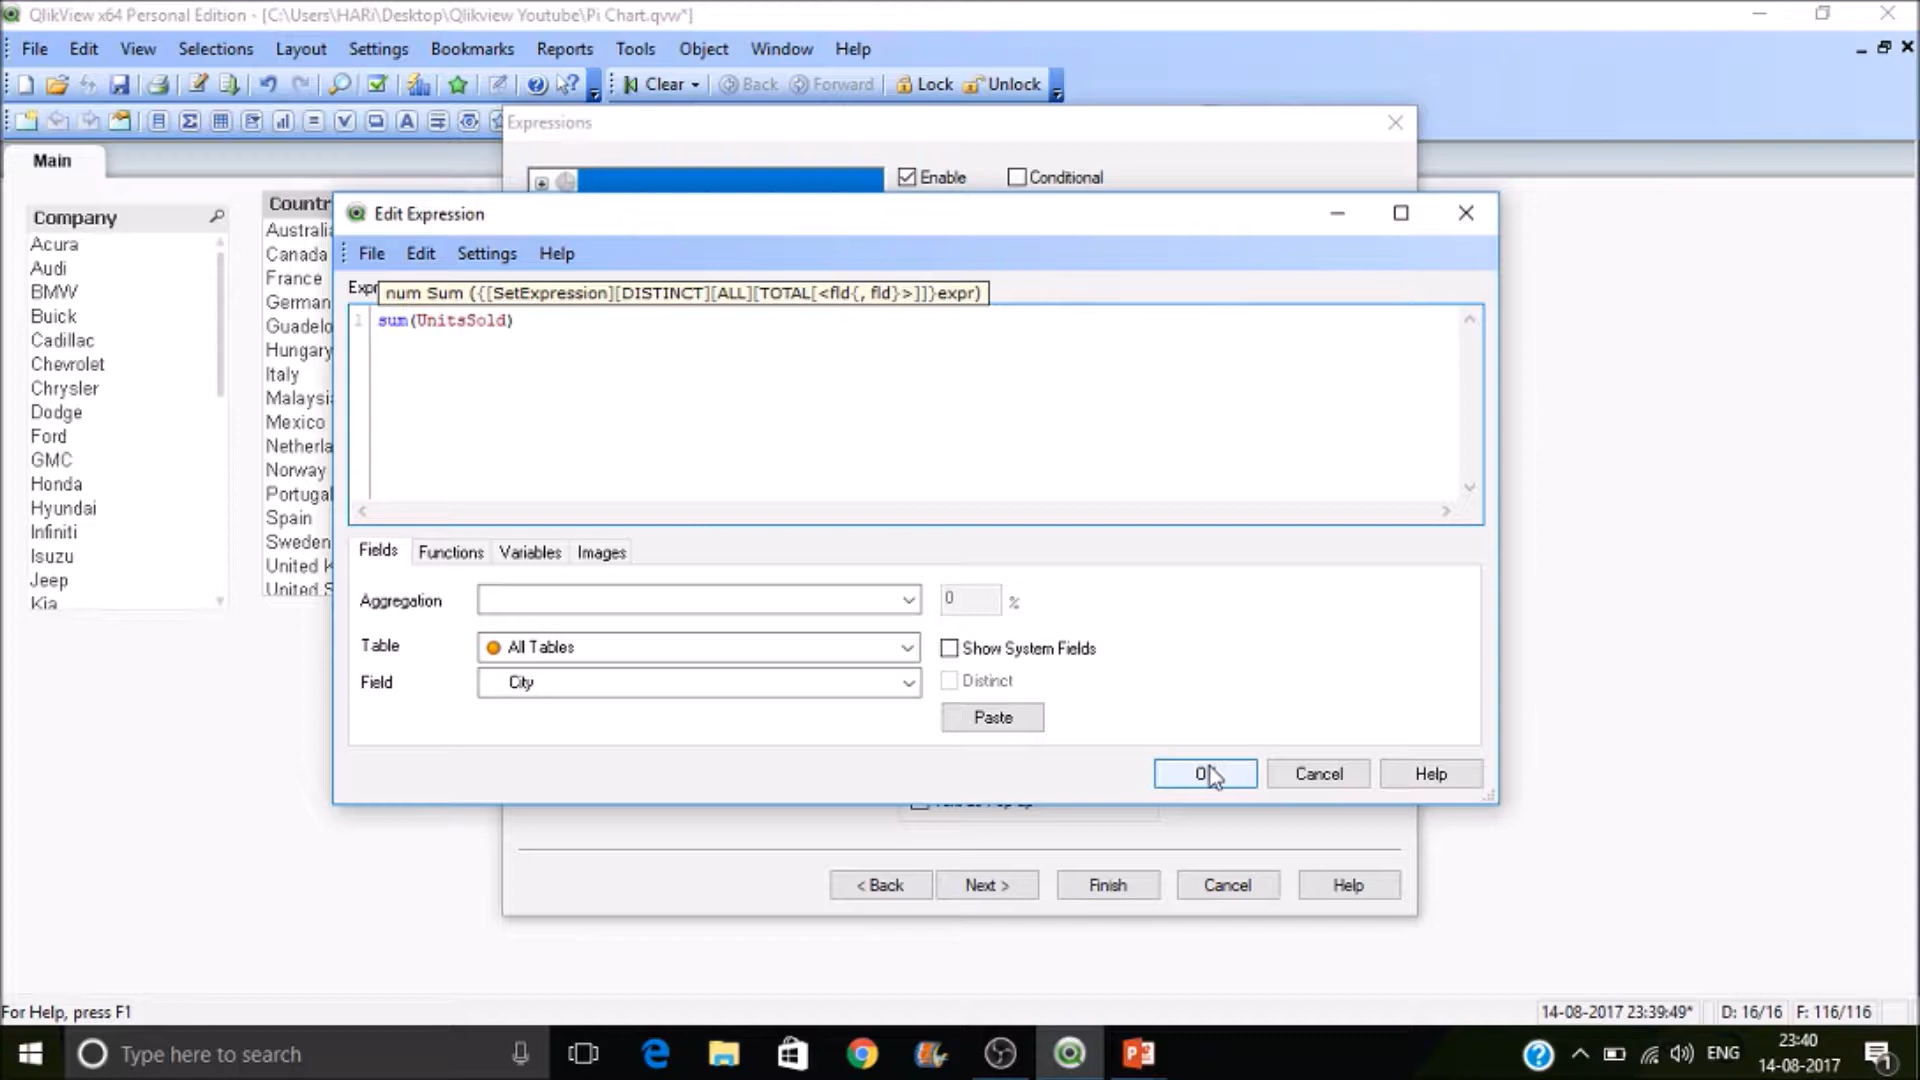 QlikView x64 Personal Edition - [C:\Users\HARi\Desktop\Qlikview Youtube\Pi Chart.qvw*]
File Edit View Selections Layout Settings Bookmarks Reports Tools Object Window Help
Clear Back Forward Lock Unlock
Expressions
Main
Enable Conditional
Company
Acura
Audi
BMW
Buick
Cadillac
Chevrolet
Chrysler
Dodge
Ford
GMC
Honda
Hyundai
Infiniti
Isuzu
Jeep
Kia
Countr
Australi
Canada
France
German
Guadelo
Hungary
Italy
Malaysi
Mexico
Netherla
Norway
Portugal
Spain
Sweden
United K
United S
Edit Expression
File Edit Settings Help
Expr
num Sum ({[SetExpression][DISTINCT][ALL][TOTAL[<fld{, fld}>]]}expr)
1 sum(UnitsSold)
Fields Functions Variables Images
Aggregation 0 %
Table All Tables Show System Fields
Field City Distinct
Paste
O Cancel Help
< Back Next > Finish Cancel Help
For Help, press F1
14-08-2017 23:39:49* D: 16/16 F: 116/116
Type here to search
ENG
23:40
14-08-2017
1